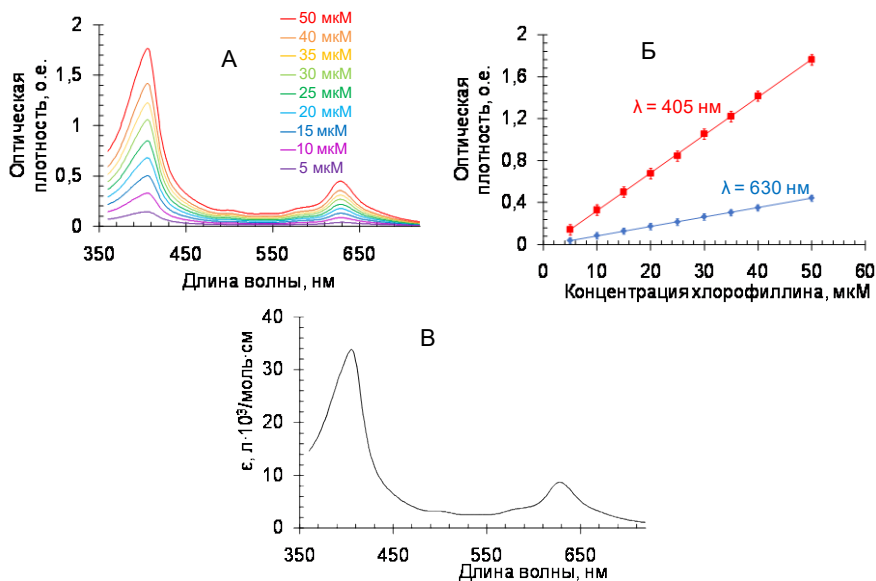 Оптическая
плотность, о.е.
2
1,5
1
0,5
0
350
450
550
650
Длина волны, нм
А
50 мкМ
40 мкМ
35 мкМ
30 мкМ
25 мкМ
20 мкМ
15 мкМ
10 мкМ
5 мкМ
Оптическая
плотность, о.е.
2
1,6
1,2
0,8
0,4
0
0
10
20
30
40
50
60
Концентрация хлорофиллина, мкМ
Б
λ = 405 нм
λ = 630 нм
ε, л·10³/моль·см
40
30
20
10
0
350
450
550
650
Длина волны, нм
В